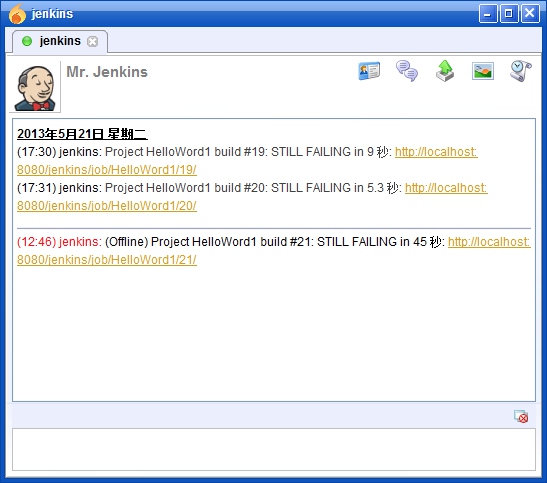 jenkins
jenkins
Mr. Jenkins
2013年5月21日 星期二
(17:30) jenkins: Project HelloWord1 build #19: STILL FAILING in 9 秒: http://localhost:
8080/jenkins/job/HelloWord1/19/
(17:31) jenkins: Project HelloWord1 build #20: STILL FAILING in 5.3 秒: http://localhost:
8080/jenkins/job/HelloWord1/20/
(12:46) jenkins: (Offline) Project HelloWord1 build #21: STILL FAILING in 45 秒: http://localhost:
8080/jenkins/job/HelloWord1/21/